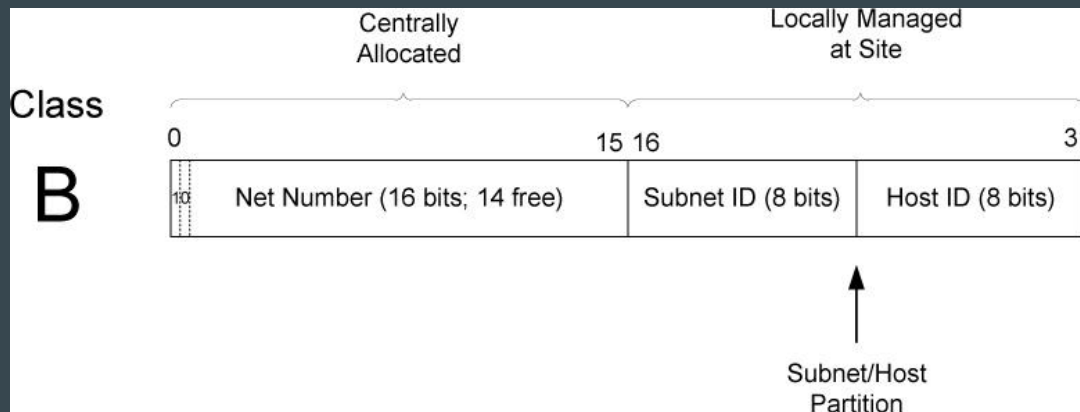 Centrally
Allocated
Locally Managed
at Site
Class
0
15 16
3
B
10
Net Number (16 bits; 14 free)
Subnet ID (8 bits)
Host ID (8 bits)
Subnet/Host
Partition